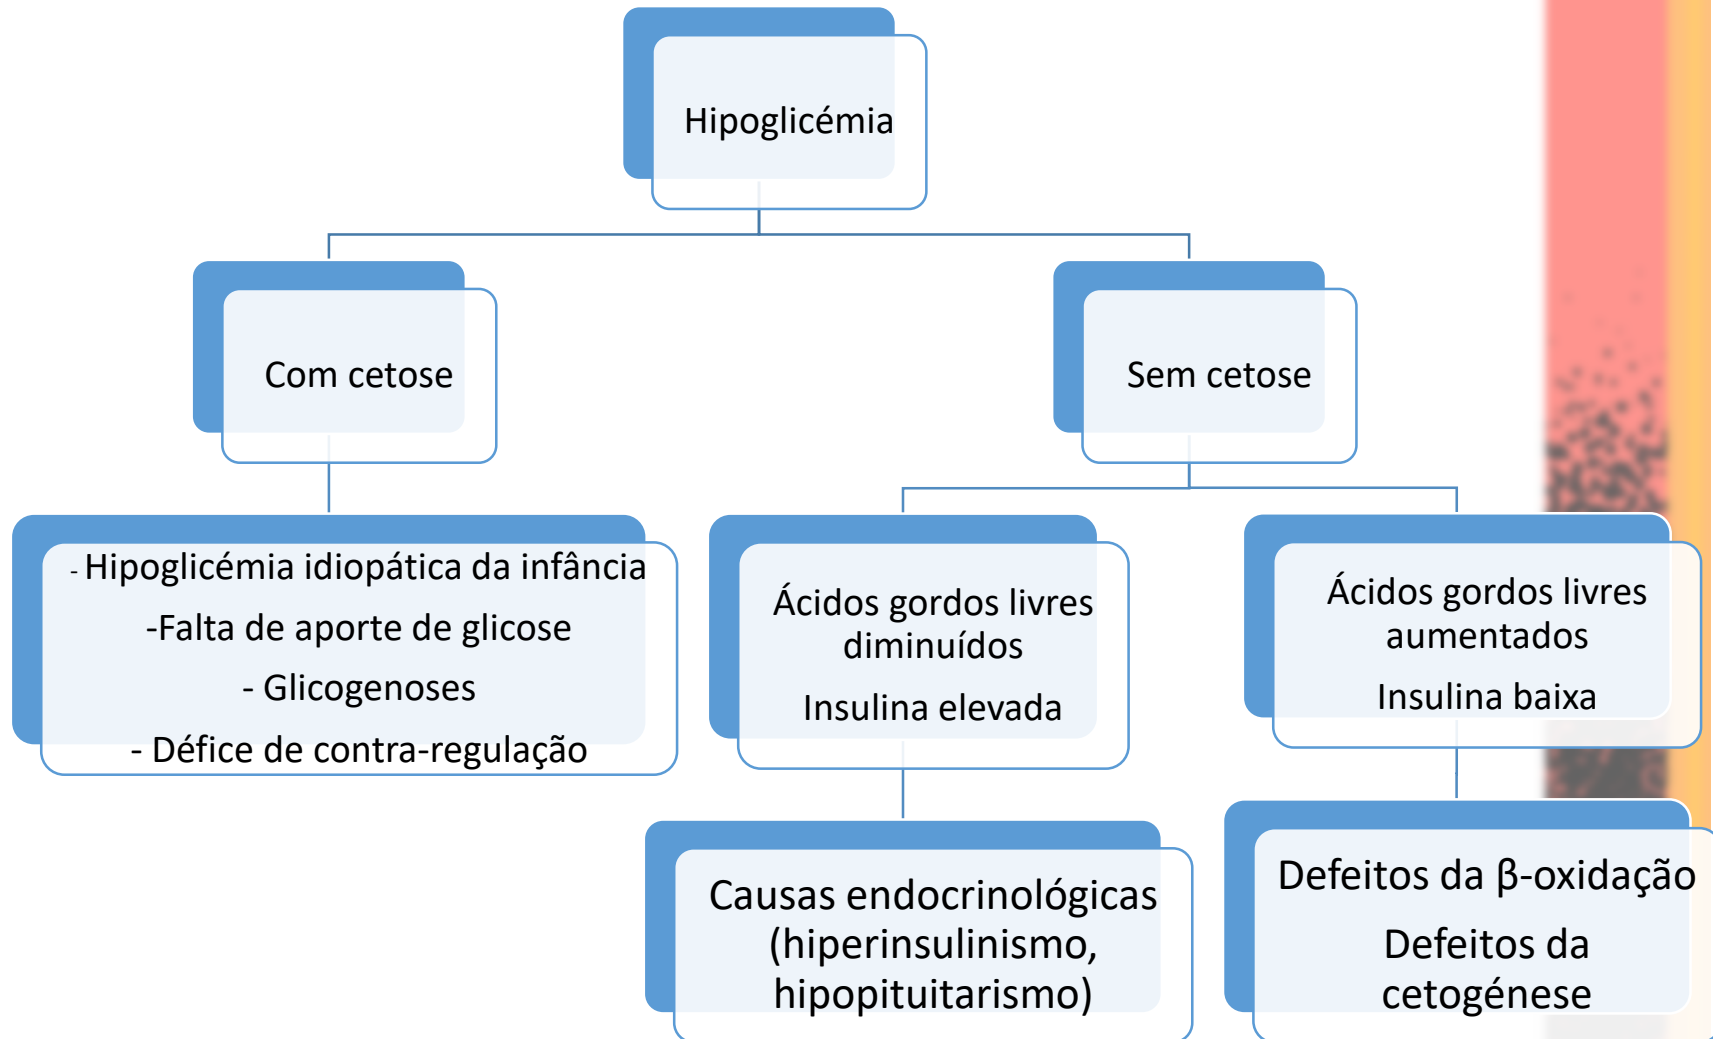 Hipoglicémia
Com cetose
Sem cetose
- Hipoglicémia idiopática da infância
-Falta de aporte de glicose
- Glicogenoses
- Défice de contra-regulação
Ácidos gordos livres
diminuídos
Insulina elevada
Ácidos gordos livres
aumentados
Insulina baixa
Causas endocrinológicas
(hiperinsulinismo,
hipopituitarismo)
Defeitos da β-oxidação
Defeitos da
cetogénese